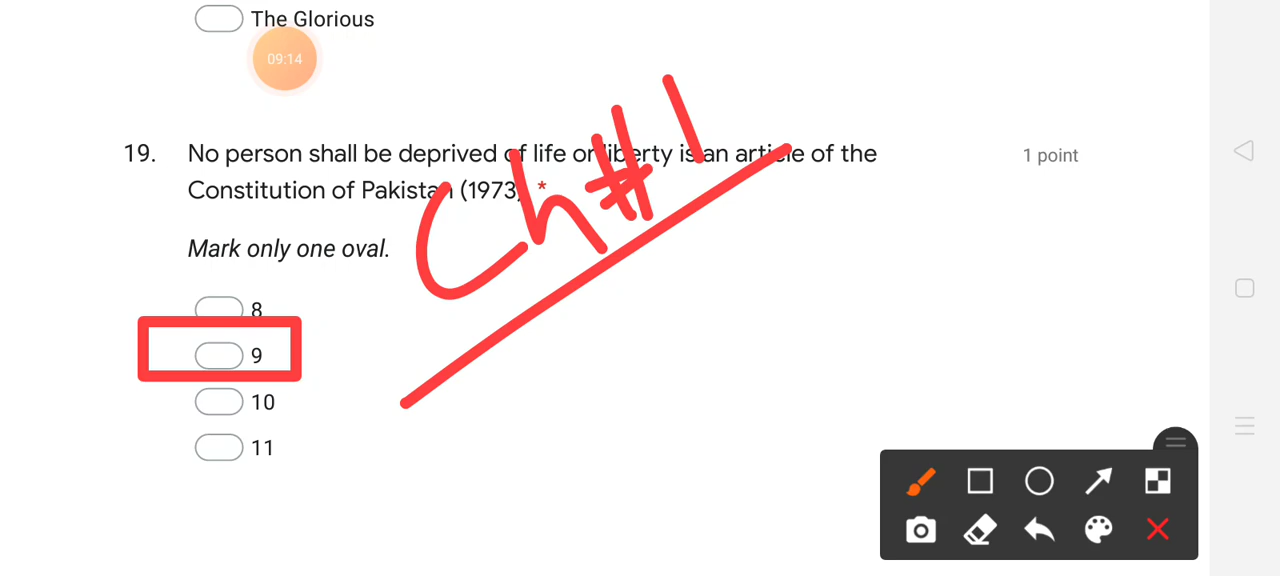 The Glorious
09:14
19. No person shall be deprived of life or liberty is an article of the 1 point
Constitution of Pakistan (1973) *
Mark only one oval.
Ch#1
8
9
10
11